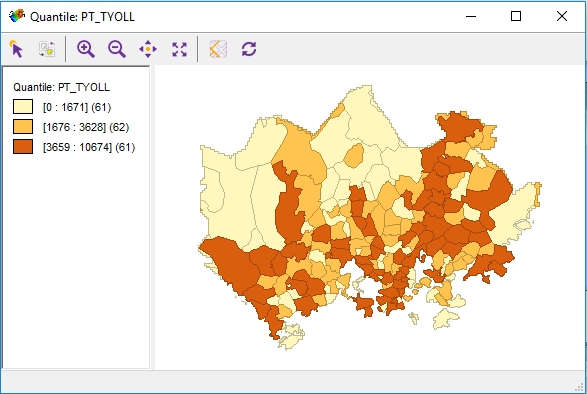 Quantile: PT_TYOLL
Quantile: PT_TYOLL
[0 : 1671] (61)
[1676 : 3628] (62)
[3659 : 10674] (61)